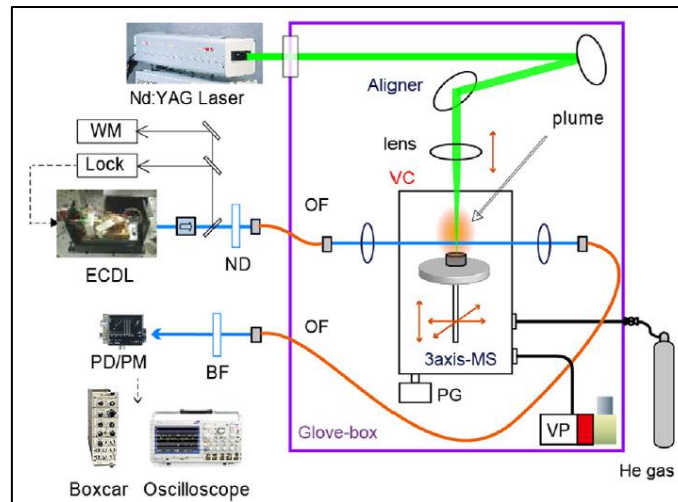 Nd:YAG Laser
Aligner
lens
plume
VC
WM
Lock
OF
ECDL
ND
OF
PD/PM
BF
3axis-MS
PG
Glove-box
VP
He gas
Boxcar
Oscilloscope